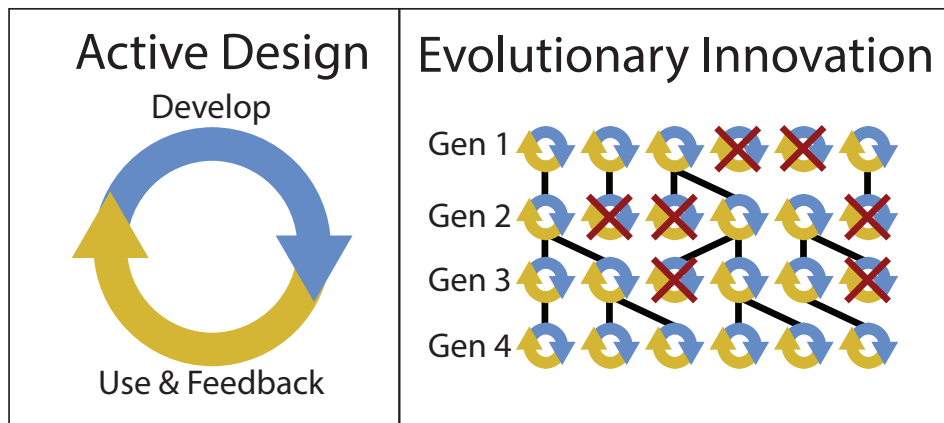 Active Design
Develop
Use & Feedback
Evolutionary Innovation
Gen 1
Gen 2
Gen 3
Gen 4